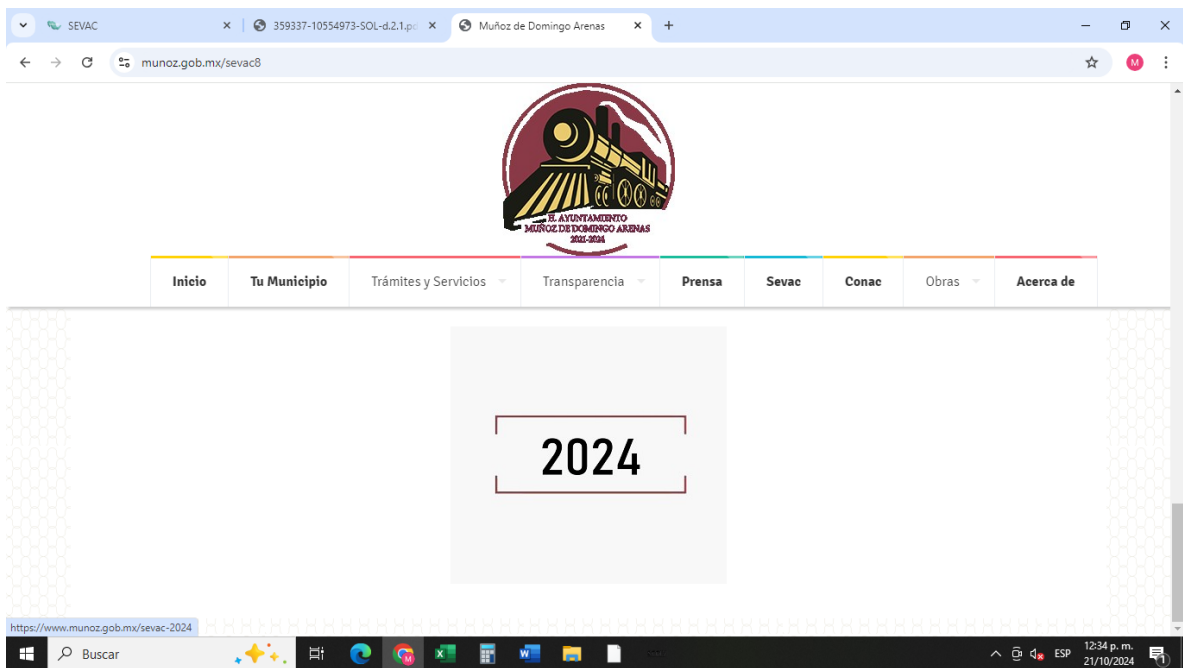 SEVAC
359337-10554973-SOL-d.2.1.po
Muñoz de Domingo Arenas
munoz.gob.mx/sevac8
M
H. AYUNTAMIENTO
MUÑOZ DE DOMINGO ARENAS
2021-2024
Inicio
Tu Municipio
Trámites y Servicios
Transparencia
Prensa
Sevac
Conac
Obras
Acerca de
2024
https://www.munoz.gob.mx/sevac-2024
Buscar
ESP
12:34 p. m.
21/10/2024
1